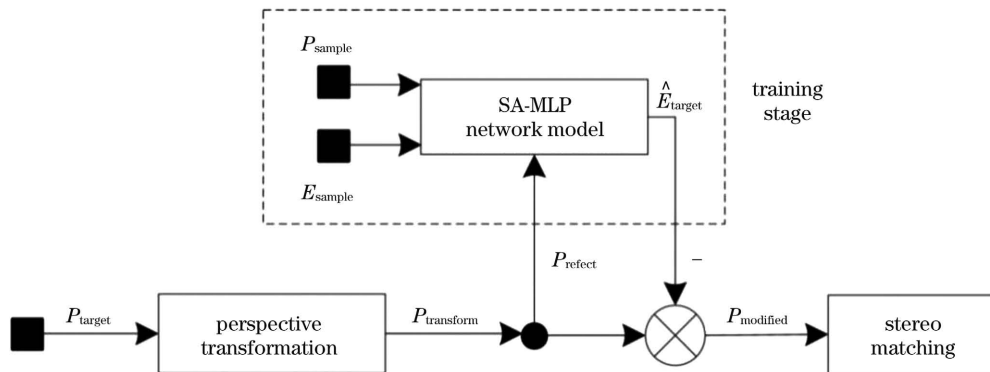 P_sample
SA-MLP
network model
Ê_target
training
stage
E_sample
P_refect
–
P_target
perspective
transformation
P_transform
P_modified
stereo
matching